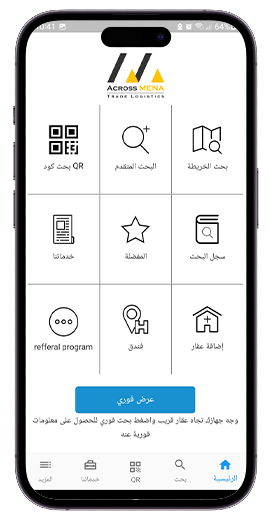 10:41 64%
ACROSS MENA
TRADE LOGISTICS
بحث الخريطة
البحث المتقدم
QR بحث كود
سجل البحث
المفضلة
خدماتنا
إضافة عقار
فندق
refferal program
عرض فوري
وجه جهازك تجاه عقار قريب واضغط بحث فوري للحصول على معلومات
فورية عنه
الرئيسية
بحث
QR
خدماتنا
المزيد